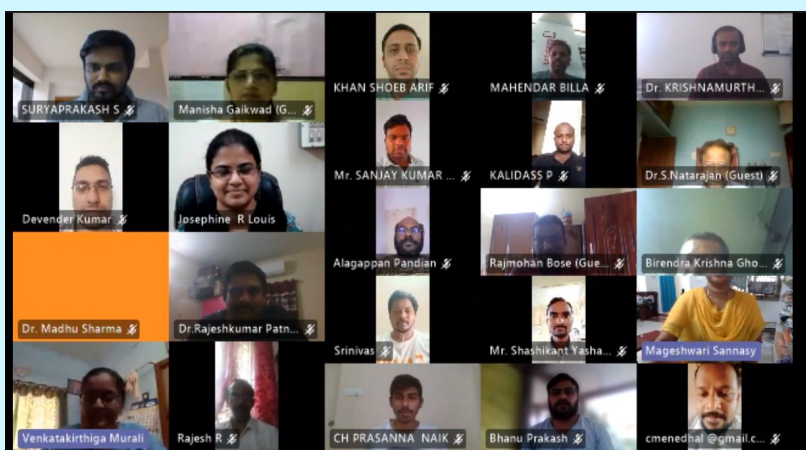 SURYAPRAKASH S
Manisha Gaikwad (G...
KHAN SHOEB ARIF
MAHENDAR BILLA
Dr. KRISHNAMURTH...
Mr. SANJAY KUMAR ...
KALIDASS P
Dr.S.Natarajan (Guest)
Devender Kumar
Josephine R Louis
Alagappan Pandian
Rajmohan Bose (Gue...
Birendra Krishna Gho...
Dr. Madhu Sharma
Dr.Rajeshkumar Patn...
Srinivas
Mr. Shashikant Yasha...
Mageshwari Sannasy
Venkatakirthiga Murali
Rajesh R
CH PRASANNA NAIK
Bhanu Prakash
cmenedhal @gmail.c...